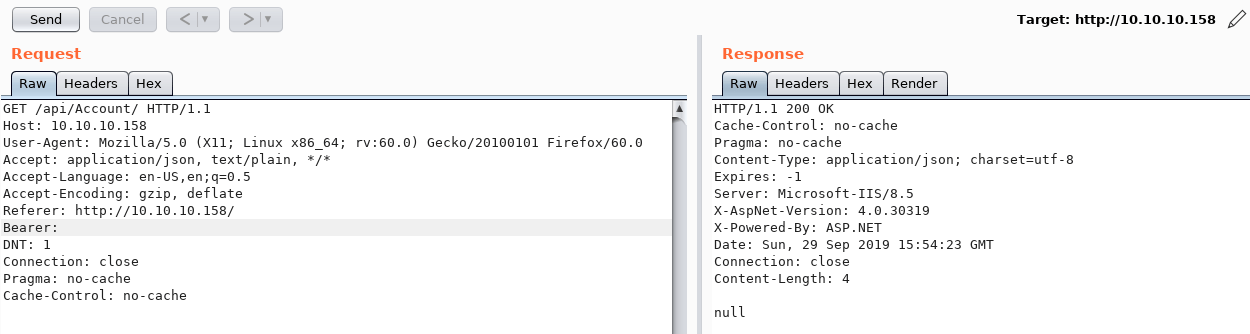 Send Cancel < > Target: http://10.10.10.158
Request
Raw Headers Hex
GET /api/Account/ HTTP/1.1
Host: 10.10.10.158
User-Agent: Mozilla/5.0 (X11; Linux x86_64; rv:60.0) Gecko/20100101 Firefox/60.0
Accept: application/json, text/plain, */*
Accept-Language: en-US,en;q=0.5
Accept-Encoding: gzip, deflate
Referer: http://10.10.10.158/
Bearer:
DNT: 1
Connection: close
Pragma: no-cache
Cache-Control: no-cache
Response
Raw Headers Hex Render
HTTP/1.1 200 OK
Cache-Control: no-cache
Pragma: no-cache
Content-Type: application/json; charset=utf-8
Expires: -1
Server: Microsoft-IIS/8.5
X-AspNet-Version: 4.0.30319
X-Powered-By: ASP.NET
Date: Sun, 29 Sep 2019 15:54:23 GMT
Connection: close
Content-Length: 4
null